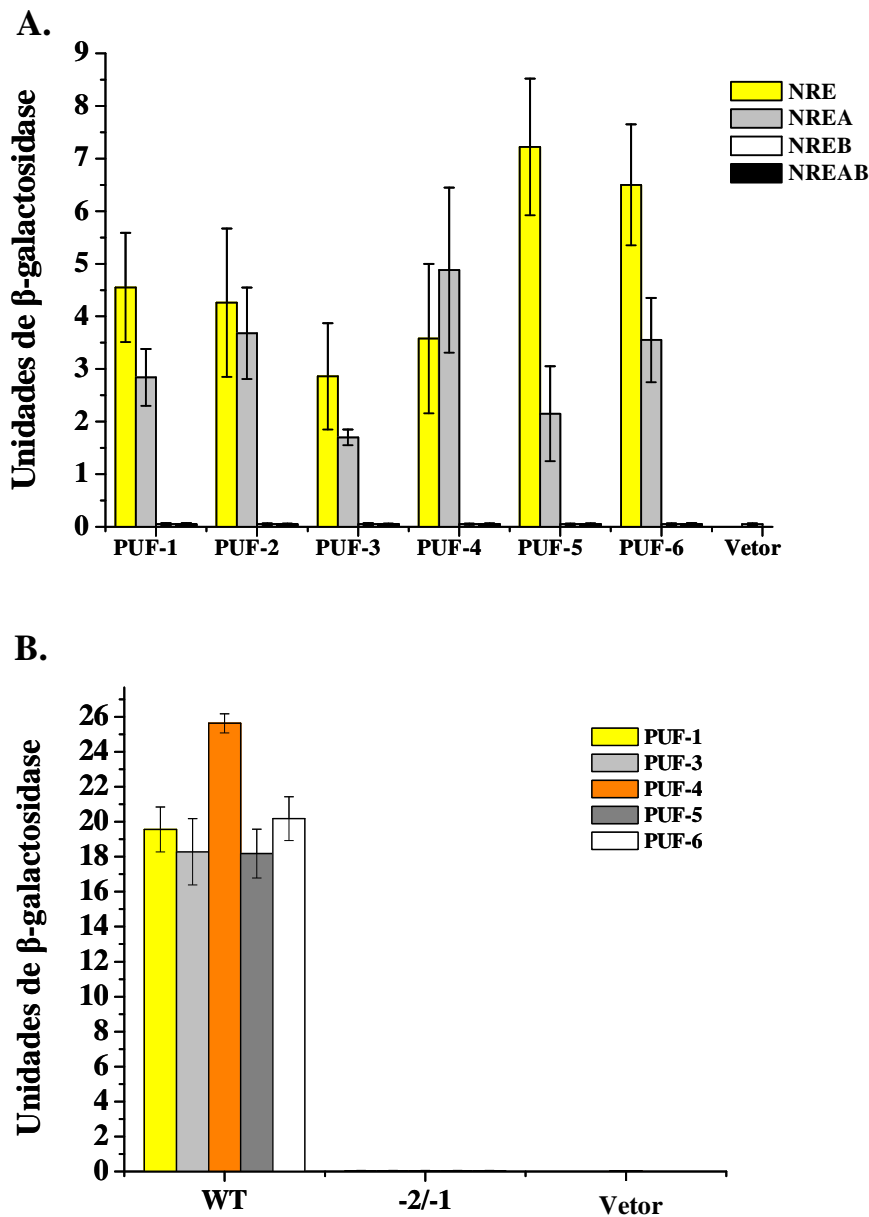 A.
Unidades de β-galactosidase
9
8
7
6
5
4
3
2
1
0
PUF-1 PUF-2 PUF-3 PUF-4 PUF-5 PUF-6 Vetor
NRE
NREA
NREB
NREAB
B.
Unidades de β-galactosidase
26
24
22
20
18
16
14
12
10
8
6
4
2
0
WT -2/-1 Vetor
PUF-1
PUF-3
PUF-4
PUF-5
PUF-6